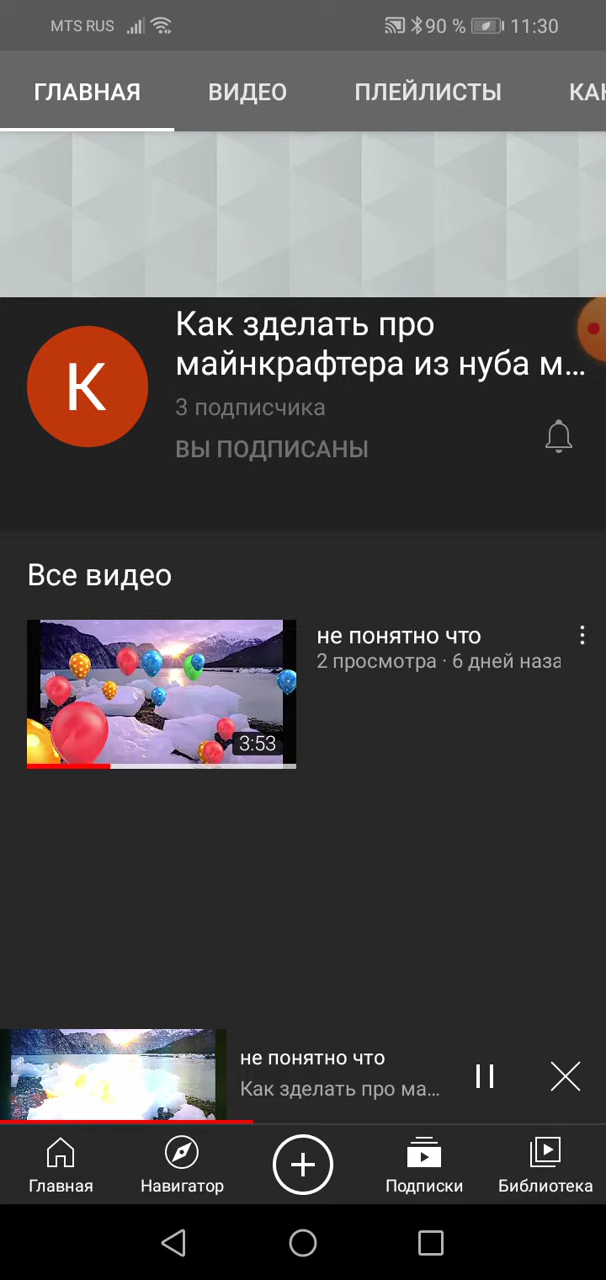 MTS RUS 90 % 11:30
ГЛАВНАЯ ВИДЕО ПЛЕЙЛИСТЫ КАН
Как зделать про
майнкрафтера из нуба м...
К
3 подписчика
ВЫ ПОДПИСАНЫ
Все видео
не понятно что
2 просмотра · 6 дней наза
3:53
не понятно что
Как зделать про ма...
Главная Навигатор Подписки Библиотека